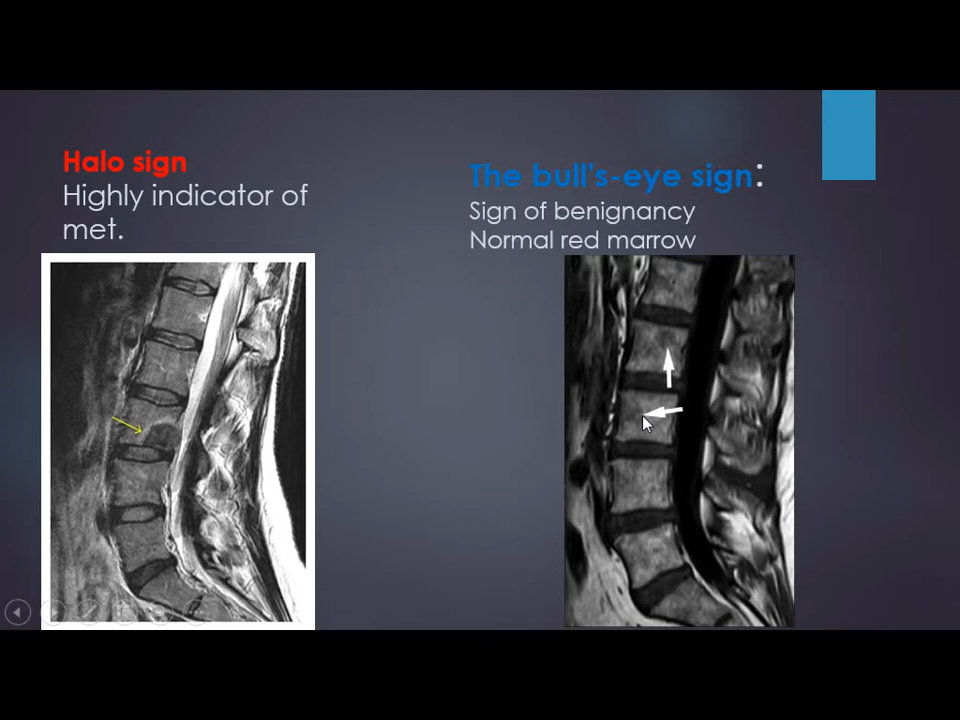 Halo sign
Highly indicator of
met.
The bull's-eye sign:
Sign of benignancy
Normal red marrow